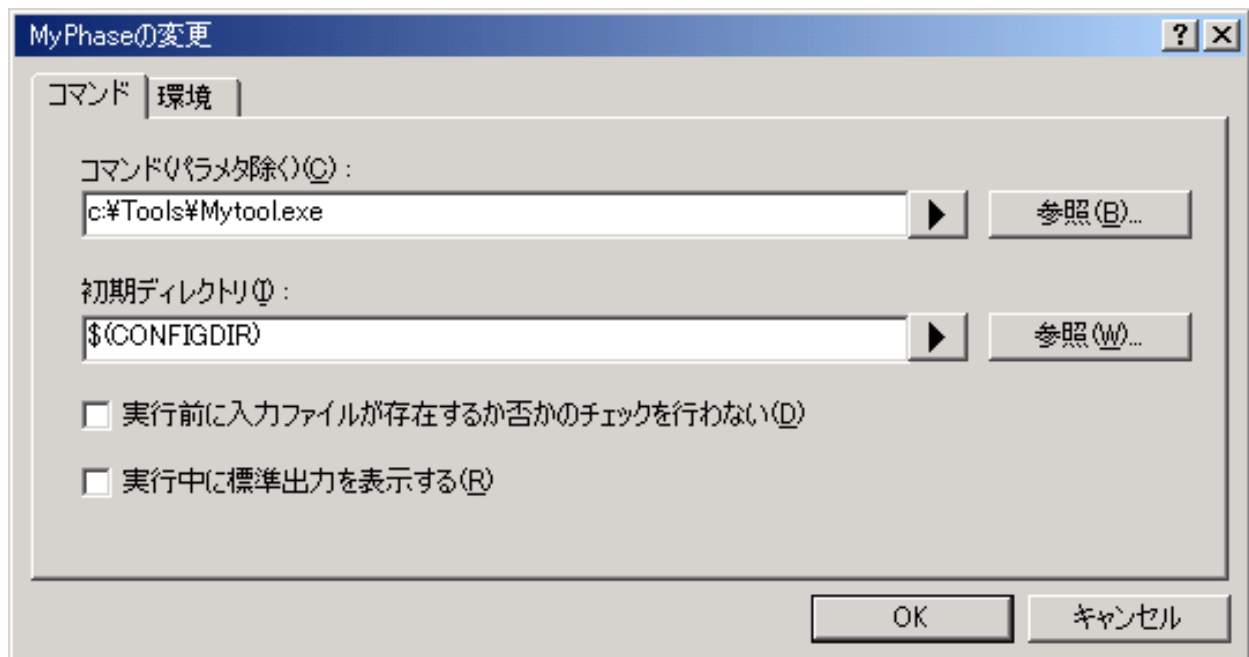 MyPhaseの変更
コマンド 環境
コマンド(パラメタ除く)(C) :
c:¥Tools¥Mytool.exe 参照(B)...
初期ディレクトリ(I) :
$(CONFIGDIR) 参照(W)...
実行前に入力ファイルが存在するか否かのチェックを行わない(D)
実行中に標準出力を表示する(R)
OK キャンセル